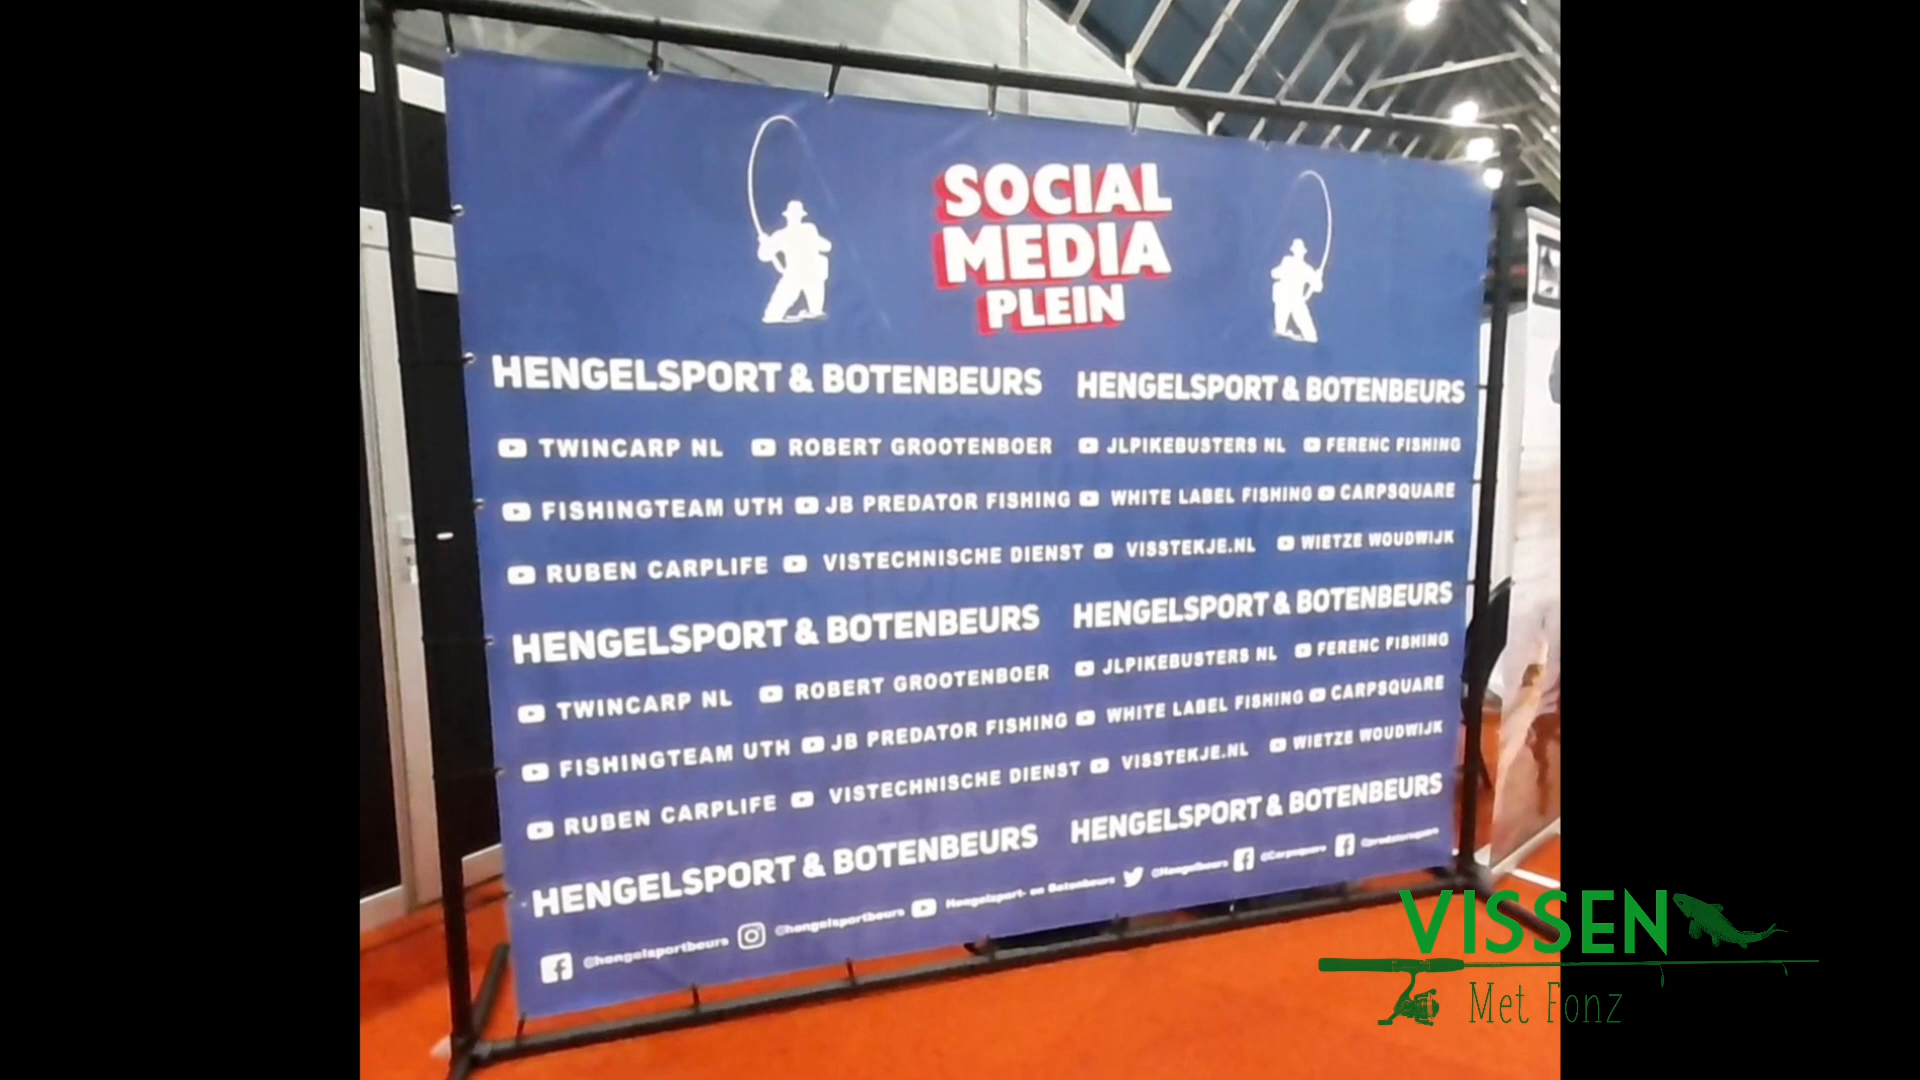 SOCIAL
MEDIA
PLEIN
HENGELSPORT & BOTENBEURS HENGELSPORT & BOTENBEURS
TWINCARP NL ROBERT GROOTENBOER JLPIKEBUSTERS NL FERENC FISHING
FISHINGTEAM UTH JB PREDATOR FISHING WHITE LABEL FISHING CARPSQUARE
RUBEN CARPLIFE VISTECHNISCHE DIENST VISSTEKJE.NL WIETZE WOUDWIJK
HENGELSPORT & BOTENBEURS HENGELSPORT & BOTENBEURS
TWINCARP NL ROBERT GROOTENBOER JLPIKEBUSTERS NL FERENC FISHING
FISHINGTEAM UTH JB PREDATOR FISHING WHITE LABEL FISHING CARPSQUARE
RUBEN CARPLIFE VISTECHNISCHE DIENST VISSTEKJE.NL WIETZE WOUDWIJK
HENGELSPORT & BOTENBEURS HENGELSPORT & BOTENBEURS
@hengelsportbeurs @hengelsportbeurs Hengelsport- en Botenbeurs @Hengelbeurs @Carpsquare
VISSEN
Met Fonz